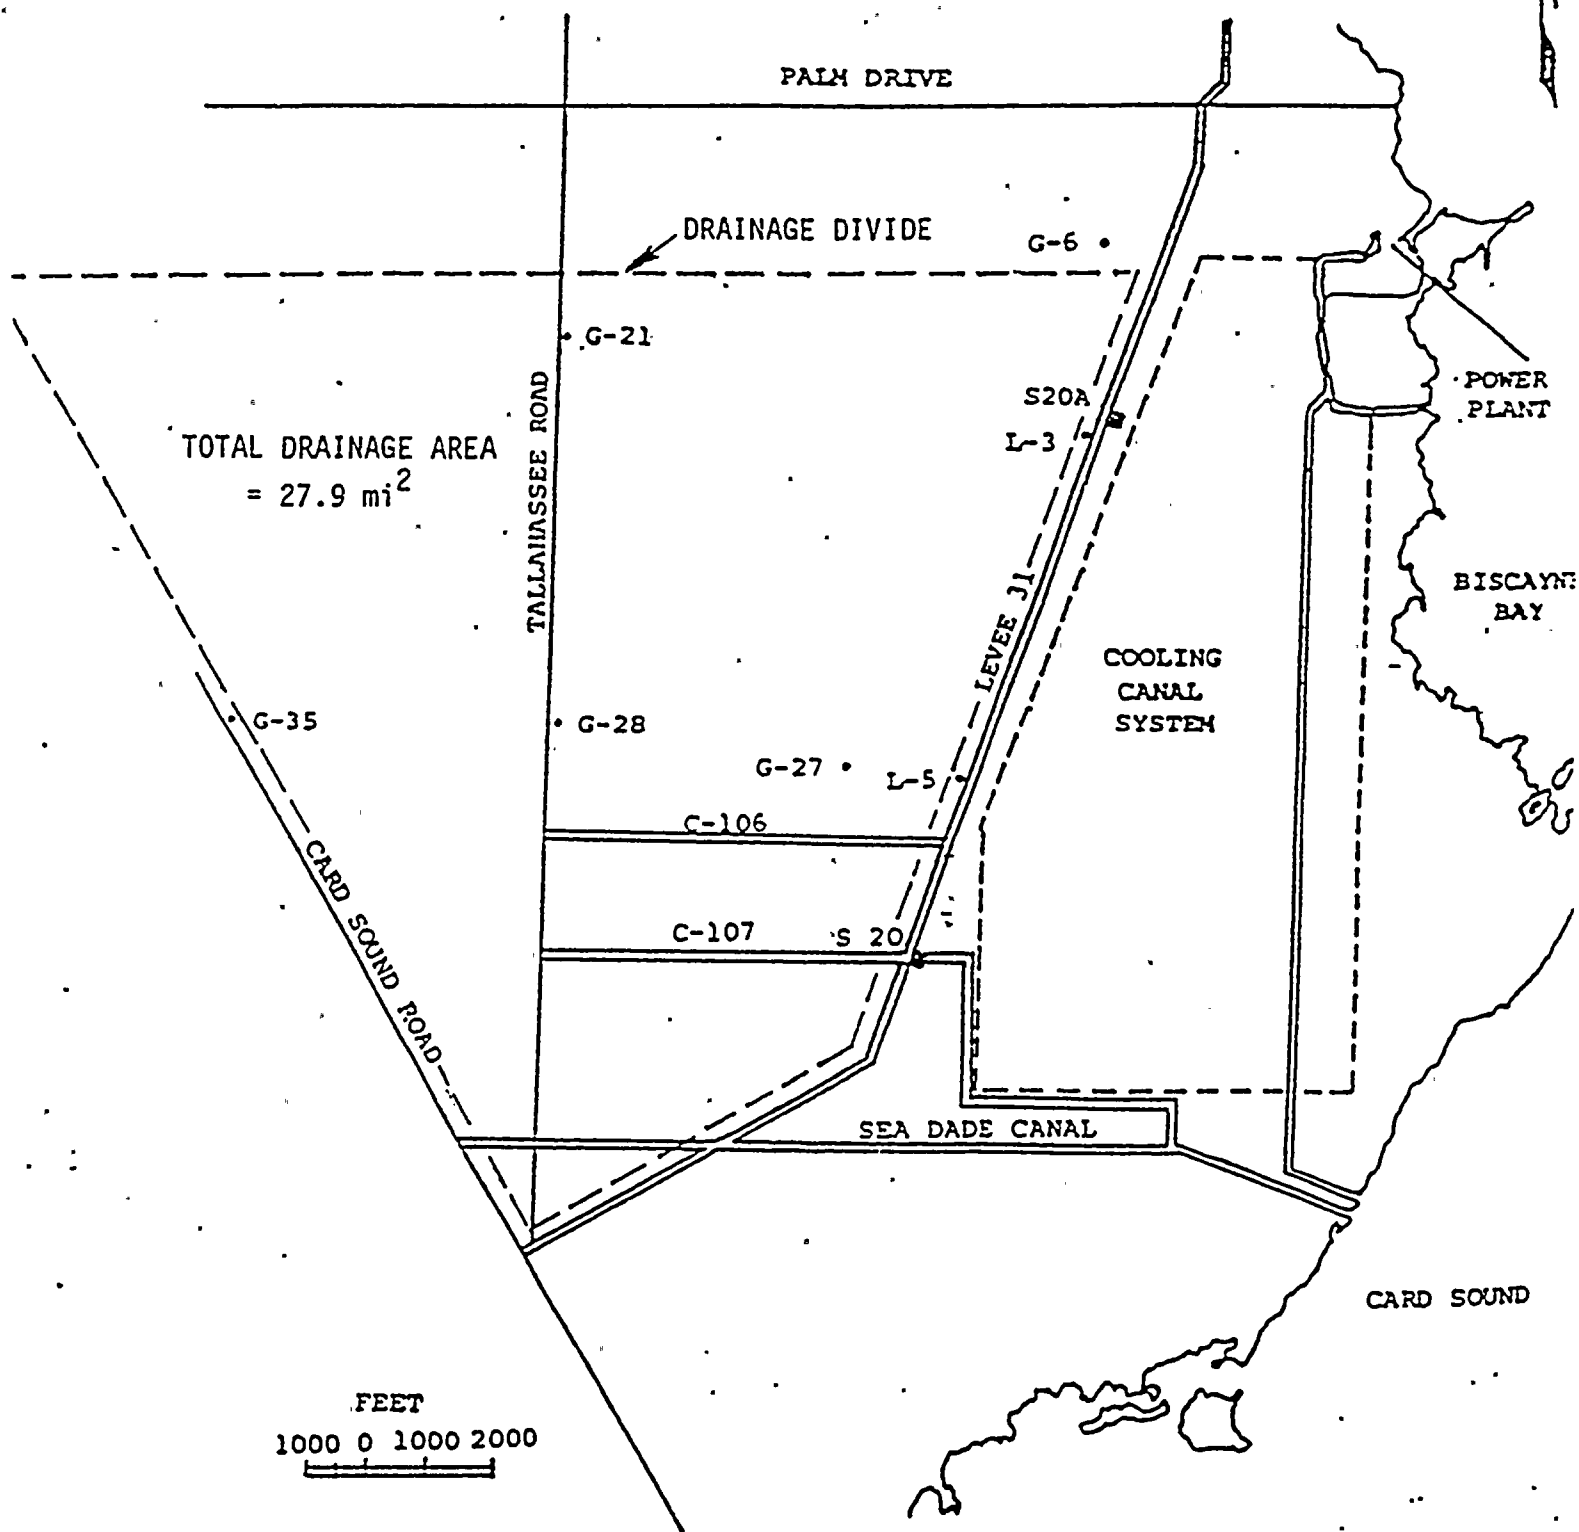 PALM DRIVE
DRAINAGE DIVIDE
G-6
G-21
POWER
PLANT
S20A
L-3
TALLAHASSEE ROAD
TOTAL DRAINAGE AREA
= 27.9 mi²
LEVEE 31
BISCAYNE
BAY
COOLING
CANAL
SYSTEM
G-35
G-28
G-27
L-5
C-106
CARD SOUND ROAD
C-107
S 20
SEA DADE CANAL
CARD SOUND
FEET
1000 0 1000 2000